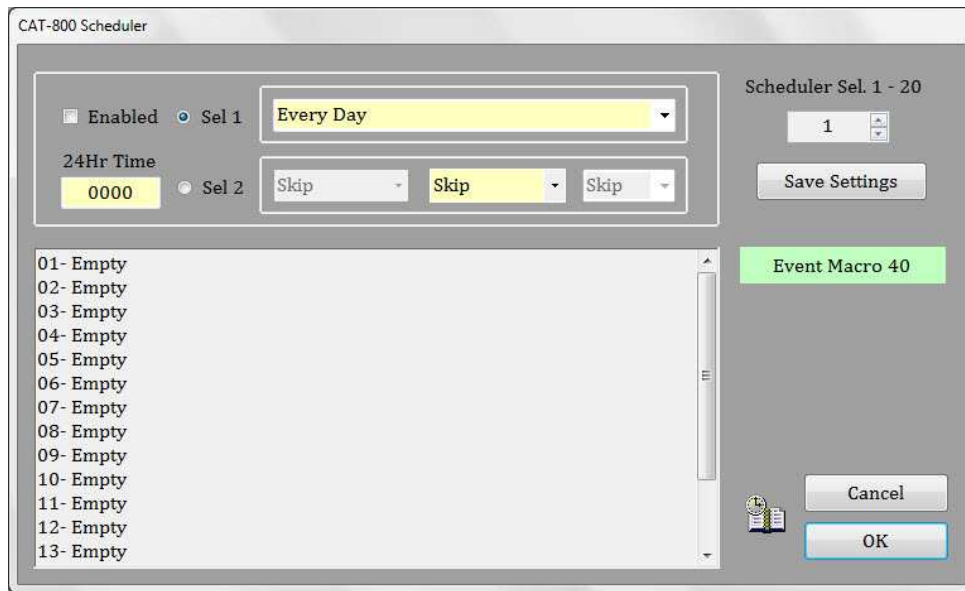 CAT-800 Scheduler
Enabled
Sel 1
Every Day
24Hr Time
0000
Sel 2
Skip
Skip
Skip
Scheduler Sel. 1 - 20
1
Save Settings
01- Empty
02- Empty
03- Empty
04- Empty
05- Empty
06- Empty
07- Empty
08- Empty
09- Empty
10- Empty
11- Empty
12- Empty
13- Empty
Event Macro 40
Cancel
OK